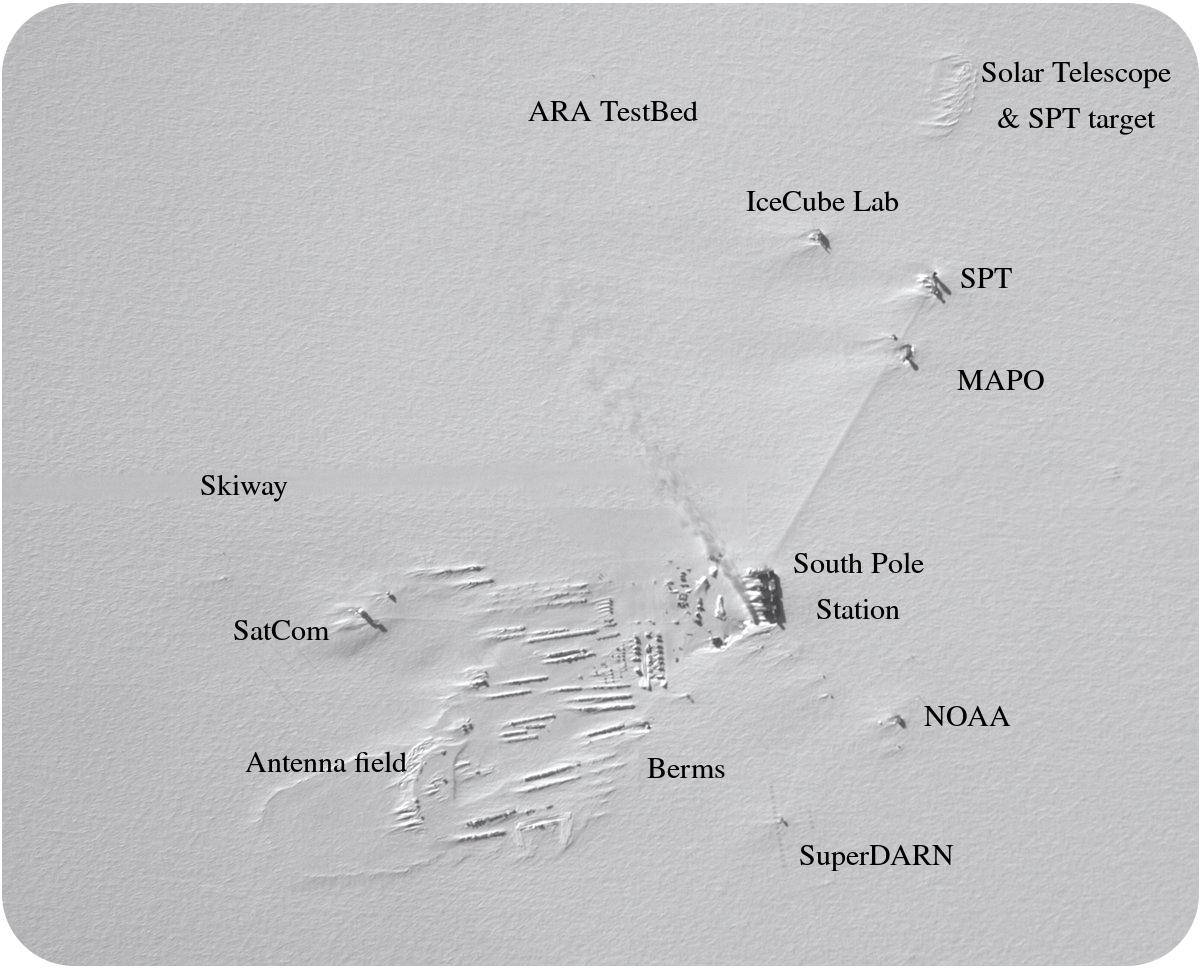 Solar Telescope
& SPT target
ARA TestBed
IceCube Lab
SPT
MAPO
Skiway
South Pole
Station
SatCom
NOAA
Antenna field
Berms
SuperDARN